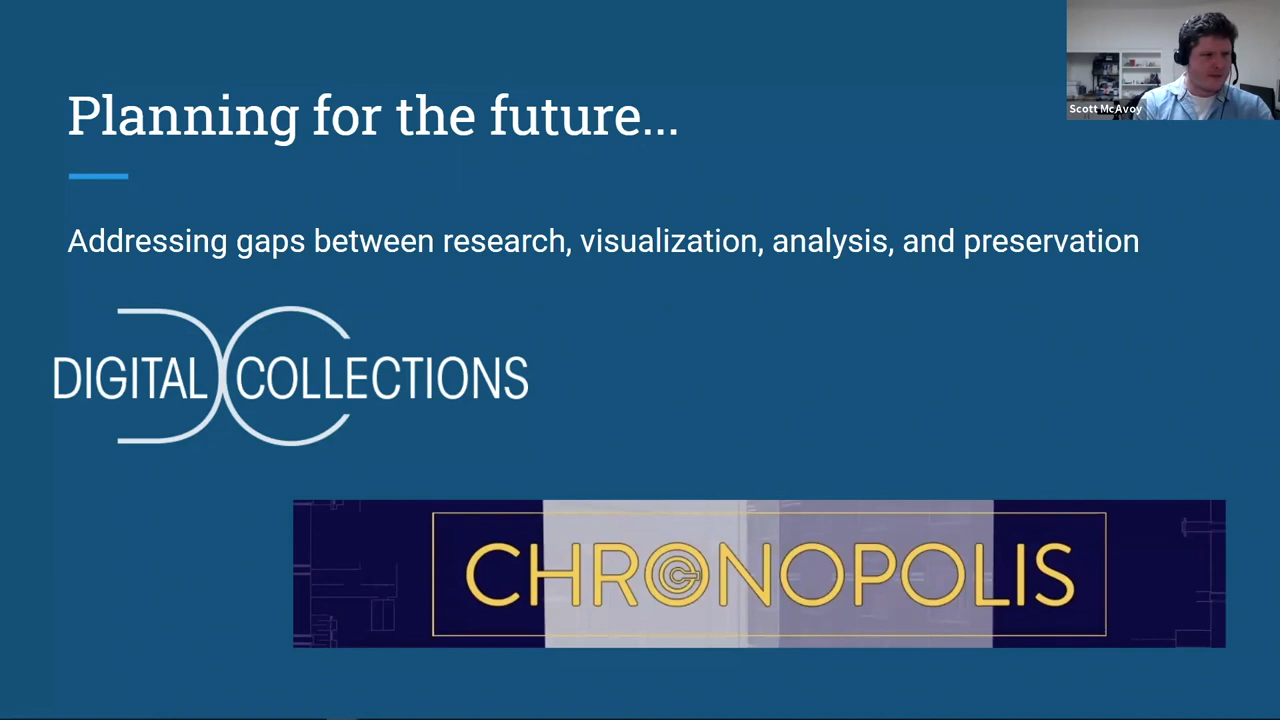 Planning for the future...
Scott McAvoy
Addressing gaps between research, visualization, analysis, and preservation
DIGITAL COLLECTIONS
CHRONOPOLIS